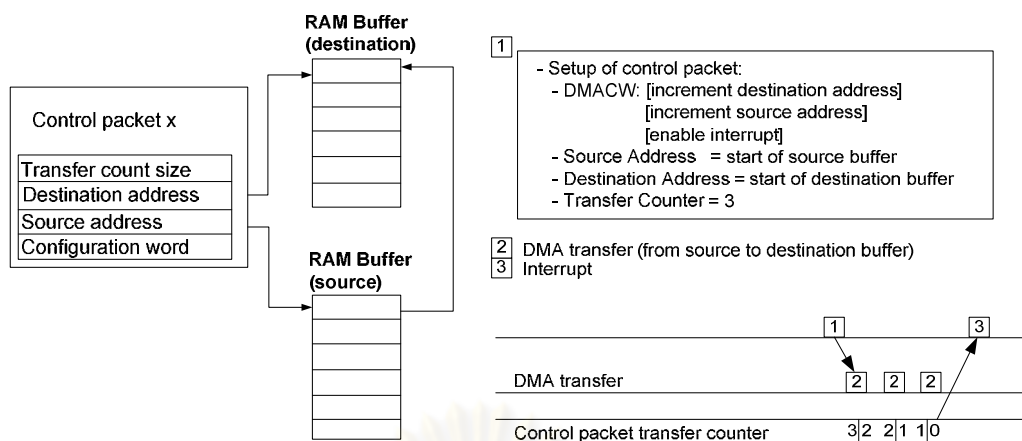 RAM Buffer
(destination)
Control packet x
Transfer count size
Destination address
Source address
Configuration word
RAM Buffer
(source)
1
- Setup of control packet:
- DMACW: [increment destination address]
[increment source address]
[enable interrupt]
- Source Address = start of source buffer
- Destination Address = start of destination buffer
- Transfer Counter = 3
2 DMA transfer (from source to destination buffer)
3 Interrupt
1 3
DMA transfer 2 2 2
Control packet transfer counter 3|2 2|1 1|0